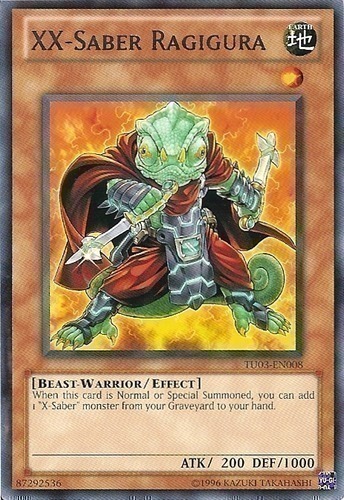 XX-Saber Ragigura
EARTH
地
TU03-EN008
[Beast-Warrior/Effect]
When this card is Normal or Special Summoned, you can add
1 "X-Saber" monster from your Graveyard to your hand.
ATK/ 200 DEF/1000
87292536
©1996 KAZUKI TAKAHASHI